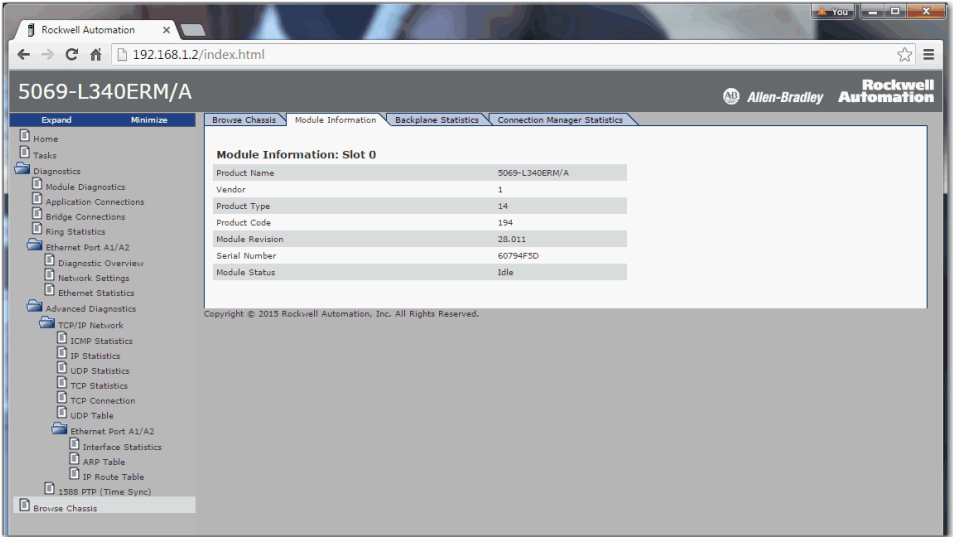 You
Rockwell Automation
192.168.1.2/index.html
5069-L340ERM/A
AB Allen-Bradley Rockwell Automation
Expand Minimize
Browse Chassis Module Information Backplane Statistics Connection Manager Statistics
Home
Tasks
Diagnostics
Module Diagnostics
Application Connections
Bridge Connections
Ring Statistics
Ethernet Port A1/A2
Diagnostic Overview
Network Settings
Ethernet Statistics
Advanced Diagnostics
TCP/IP Network
ICMP Statistics
IP Statistics
UDP Statistics
TCP Statistics
TCP Connection
UDP Table
Ethernet Port A1/A2
Interface Statistics
ARP Table
IP Route Table
1588 PTP (Time Sync)
Browse Chassis
Module Information: Slot 0
Product Name 5069-L340ERM/A
Vendor 1
Product Type 14
Product Code 194
Module Revision 28.011
Serial Number 60794F5D
Module Status Idle
Copyright © 2015 Rockwell Automation, Inc. All Rights Reserved.